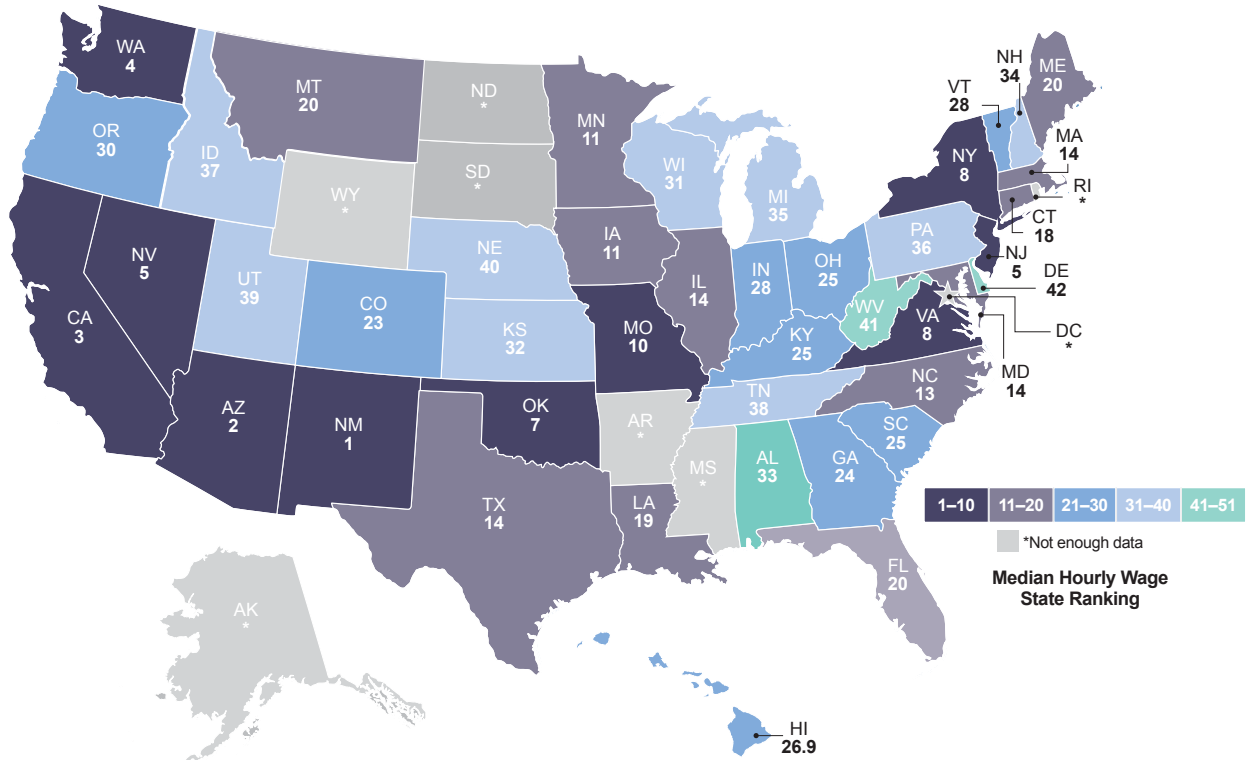 WA
4
MT
20
ND
*
MN
11
OR
30
ID
37
WY
*
SD
*
WI
31
MI
35
NY
8
VT
28
NH
34
ME
20
MA
14
RI
*
CT
18
NJ
5
DE
42
DC
*
MD
14
PA
36
NV
5
UT
39
CO
23
NE
40
IA
11
IL
14
IN
28
OH
25
WV
41
VA
8
KY
25
CA
3
KS
32
MO
10
TN
38
NC
13
SC
25
AZ
2
NM
1
OK
7
AR
*
MS
*
AL
33
GA
24
TX
14
LA
19
FL
20
AK
*
HI
26.9
1–10 11–20 21–30 31–40 41–51
*Not enough data
Median Hourly Wage
State Ranking